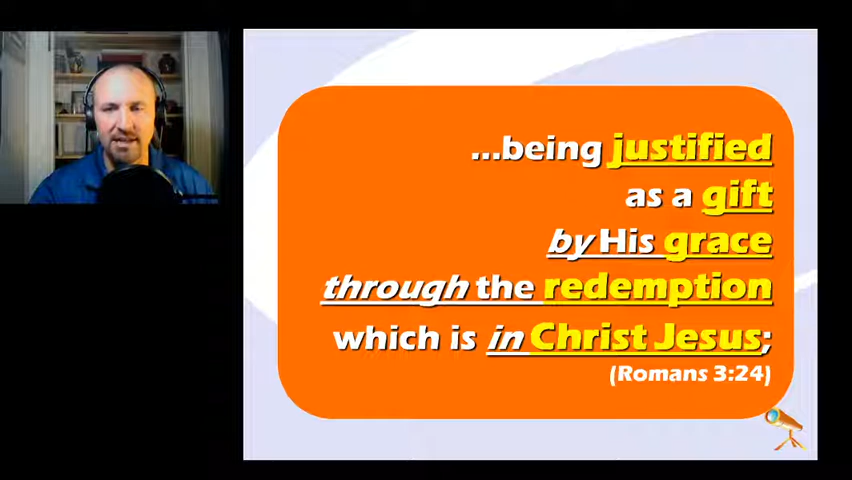 ...being justified
as a gift
by His grace
through the redemption
which is in Christ Jesus;
(Romans 3:24)